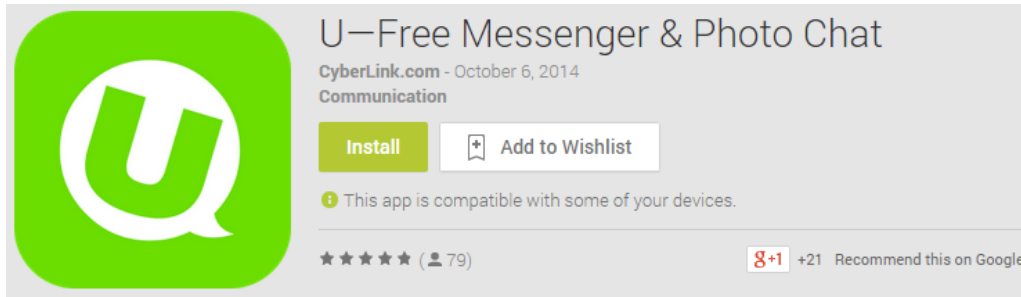 U
U—Free Messenger & Photo Chat
CyberLink.com - October 6, 2014
Communication
Install
Add to Wishlist
This app is compatible with some of your devices.
(79)
g+1 +21 Recommend this on Google